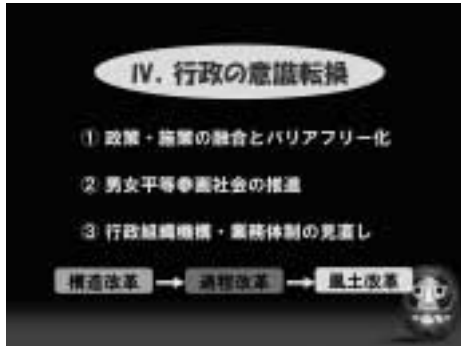 Ⅳ. 行政の意識転換
① 政策・施策の融合とバリアフリー化
② 男女平等参画社会の推進
③ 行政組織機構・業務体制の見直し
構造改革 → 過程改革 → 風土改革